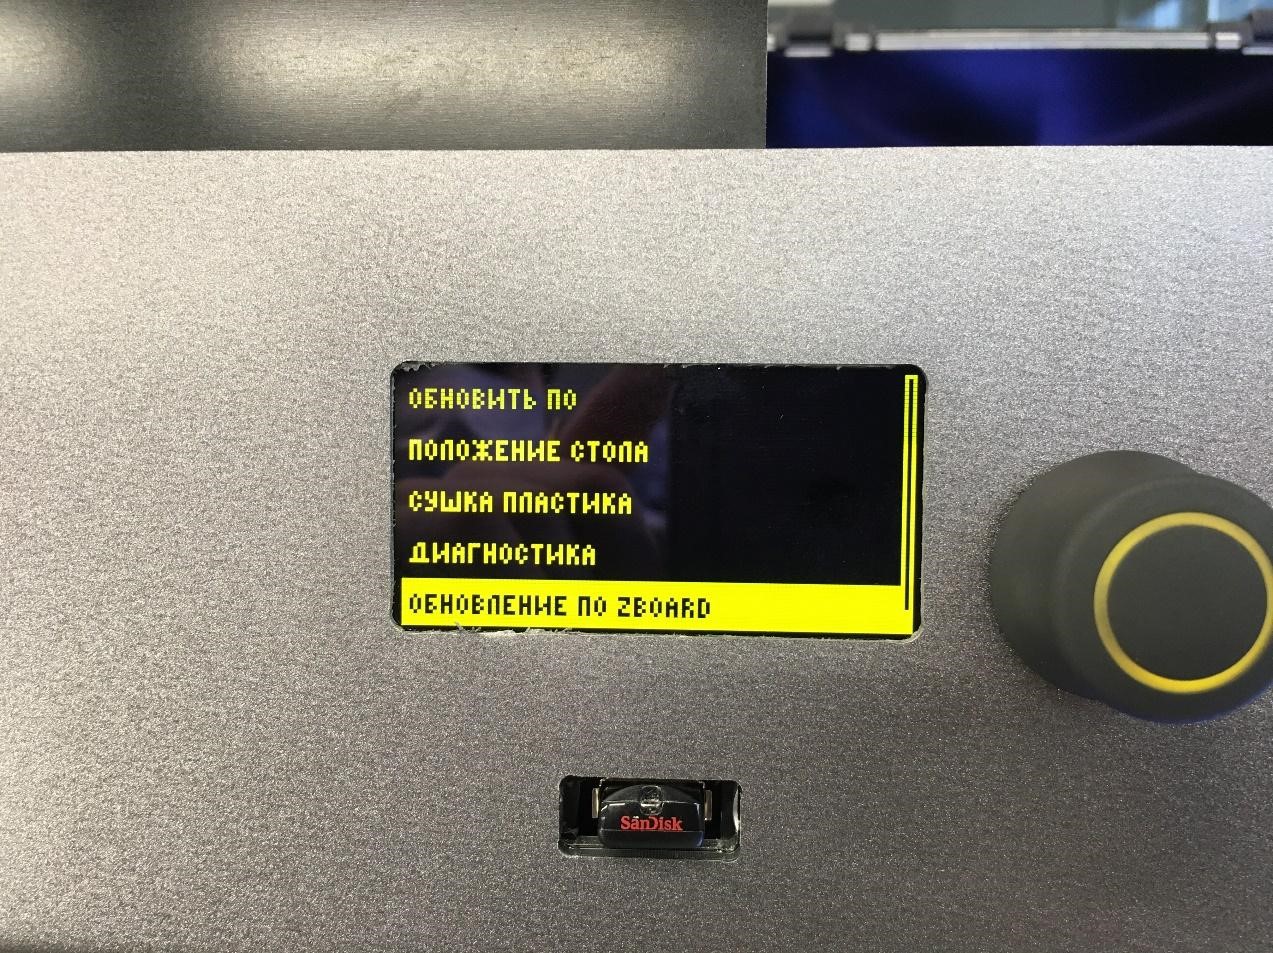 ОБНОВИТЬ ПО
ПОЛОЖЕНИЕ СТОЛА
СУШКА ПЛАСТИКА
ДИАГНОСТИКА
ОБНОВЛЕНИЕ ПО ZBOARD
SanDisk